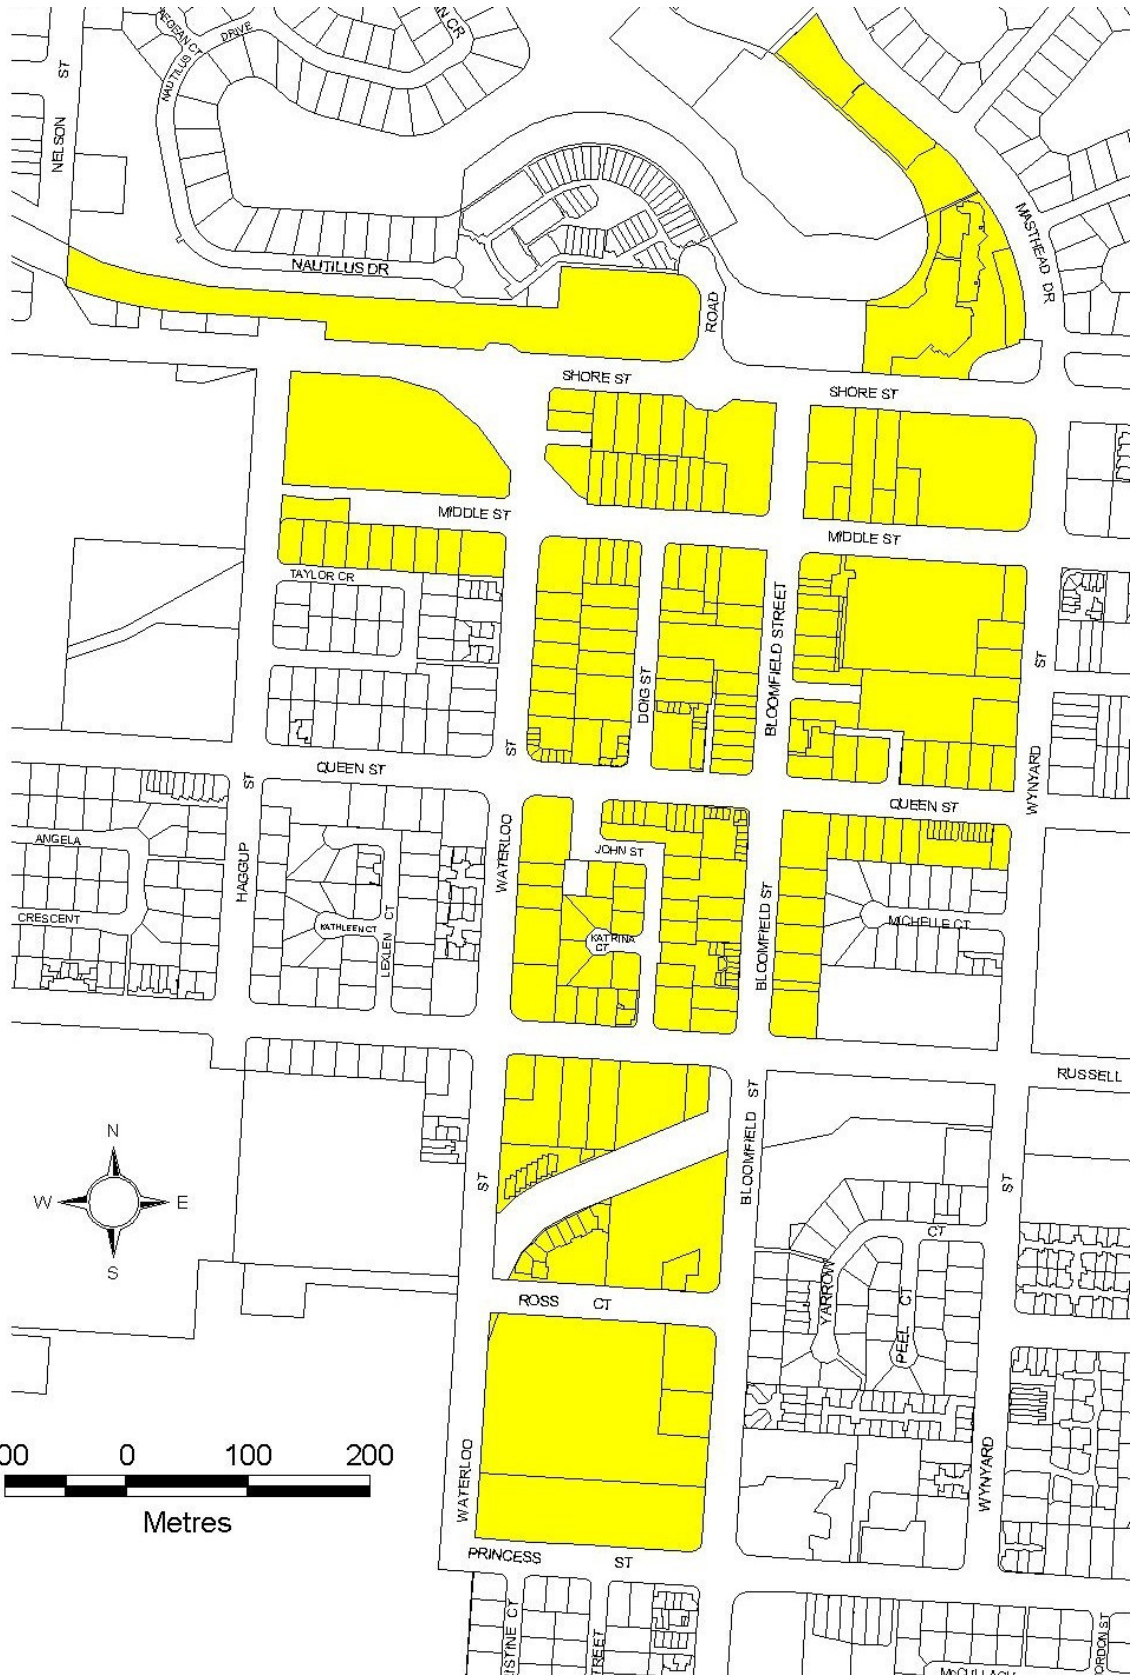 DRIVE
NAUTILUS
ST
NELSON
MASTHEAD DR
NAUTILUS DR
ROAD
SHORE ST
SHORE ST
MIDDLE ST
MIDDLE ST
TAYLOR CR
BLOOMFIELD STREET
DOIG ST
ST
ST
QUEEN ST
ST
WYNYARD
QUEEN ST
ANGELA
JOHN ST
WATERLOO
HAGGUP
CRESCENT
KATHLEEN CT
LEXLEN CT
KATRINA
CT
BLOOMFIELD ST
MICHELLE CT
RUSSELL
N
W
E
S
ST
BLOOMFIELD ST
ST
CT
YARROW
PEEL CT
ROSS CT
00 0 100 200
Metres
WATERLOO
WYNYARD
PRINCESS ST